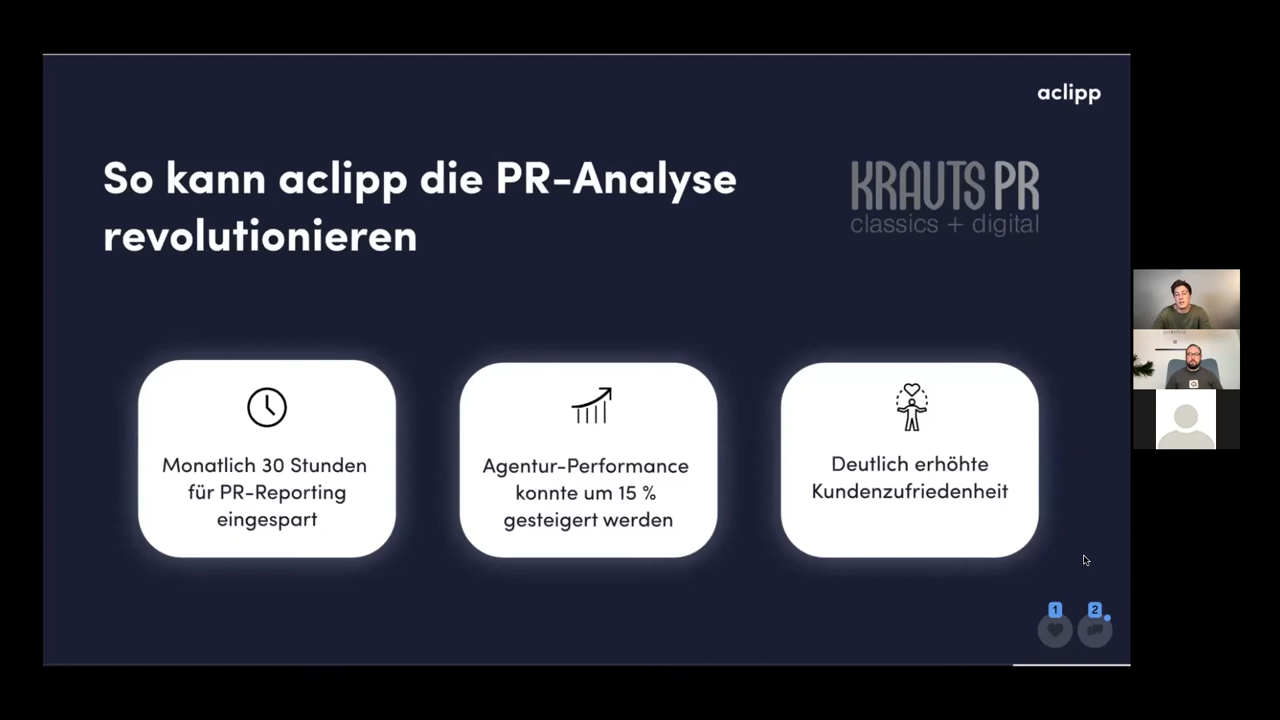 aclipp
So kann aclipp die PR-Analyse
revolutionieren
KRAUTS PR
classics + digital
Monatlich 30 Stunden
für PR-Reporting
eingespart
Agentur-Performance
konnte um 15 %
gesteigert werden
Deutlich erhöhte
Kundenzufriedenheit
1
2